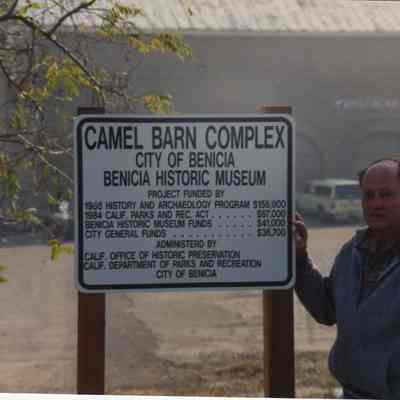 CAMEL BARN COMPLEX
CITY OF BENICIA
BENICIA HISTORIC MUSEUM
PROJECT FUNDED BY
1988 HISTORY AND ARCHAEOLOGY PROGRAM $156,000
1984 CALIF. PARKS AND REC. ACT . . . . . . $67,000
BENICIA HISTORIC MUSEUM FUNDS . . . . . $41,000
CITY GENERAL FUNDS . . . . . . . . . . . $36,700
ADMINISTERD BY
CALIF. OFFICE OF HISTORIC PRESERVATION
CALIF. DEPARTMENT OF PARKS AND RECREATION
CITY OF BENICIA